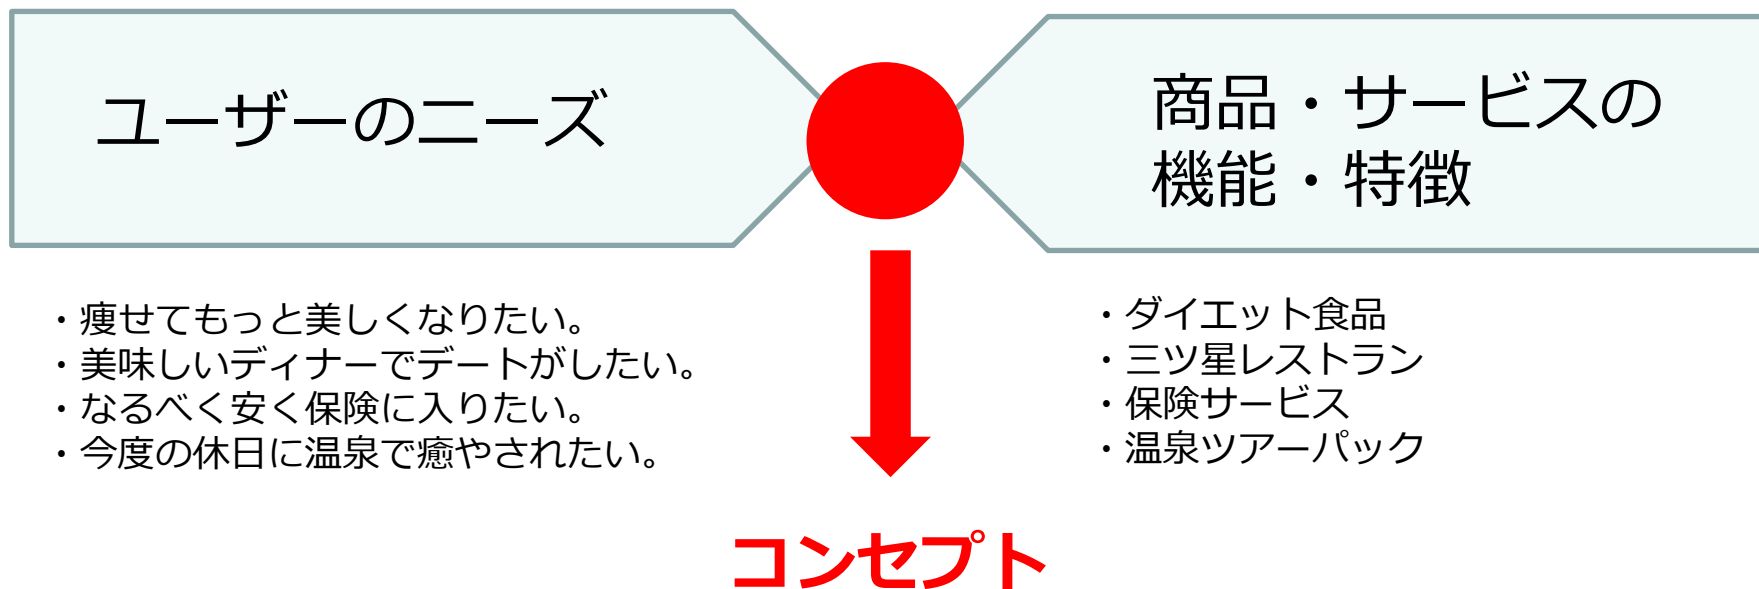 ユーザーのニーズ
商品・サービスの
機能・特徴
・痩せてもっと美しくなりたい。
・美味しいディナーでデートがしたい。
・なるべく安く保険に入りたい。
・今度の休日に温泉で癒やされたい。
・ダイエット食品
・三ツ星レストラン
・保険サービス
・温泉ツアーパック
コンセプト